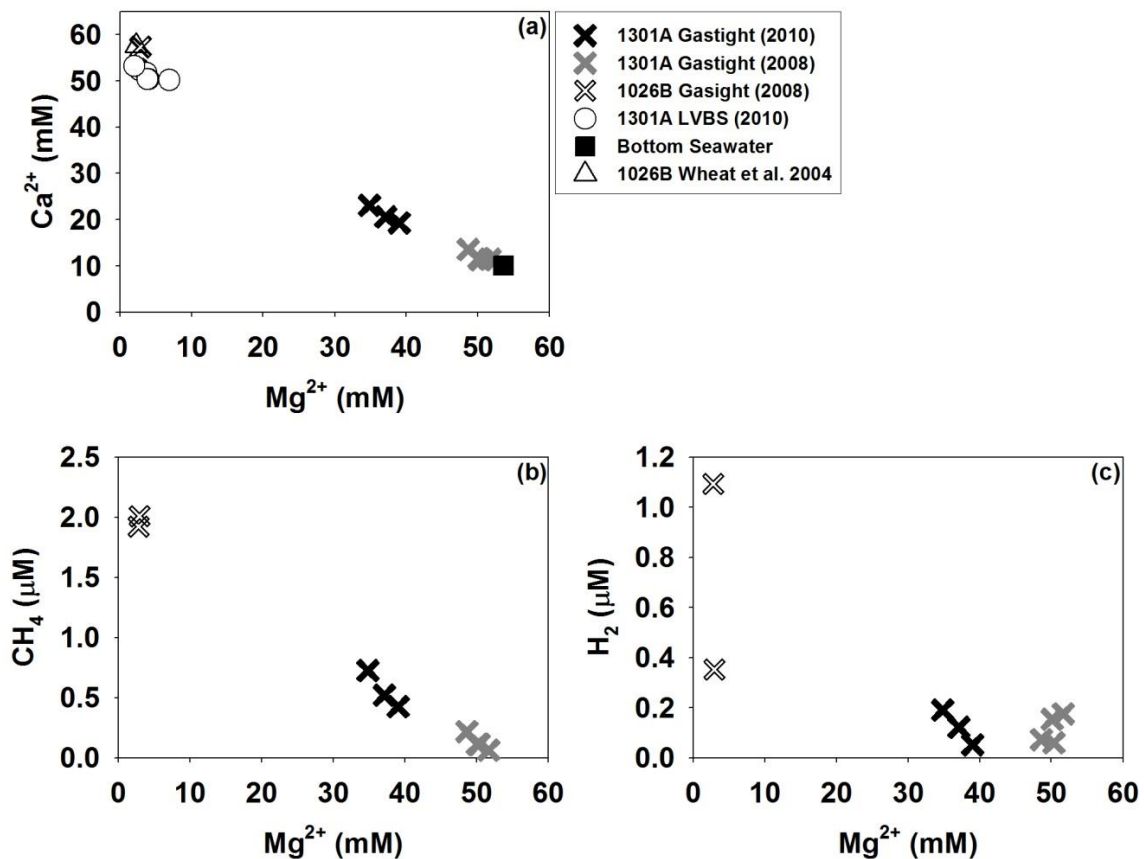 (a)
60
50
40
30
20
10
0
Ca2+ (mM)
0 10 20 30 40 50 60
Mg2+ (mM)
1301A Gastight (2010)
1301A Gastight (2008)
1026B Gasight (2008)
1301A LVBS (2010)
Bottom Seawater
1026B Wheat et al. 2004
(b)
2.5
2.0
1.5
1.0
0.5
0.0
CH4 (μM)
0 10 20 30 40 50 60
Mg2+ (mM)
(c)
1.2
1.0
0.8
0.6
0.4
0.2
0.0
H2 (μM)
0 10 20 30 40 50 60
Mg2+ (mM)